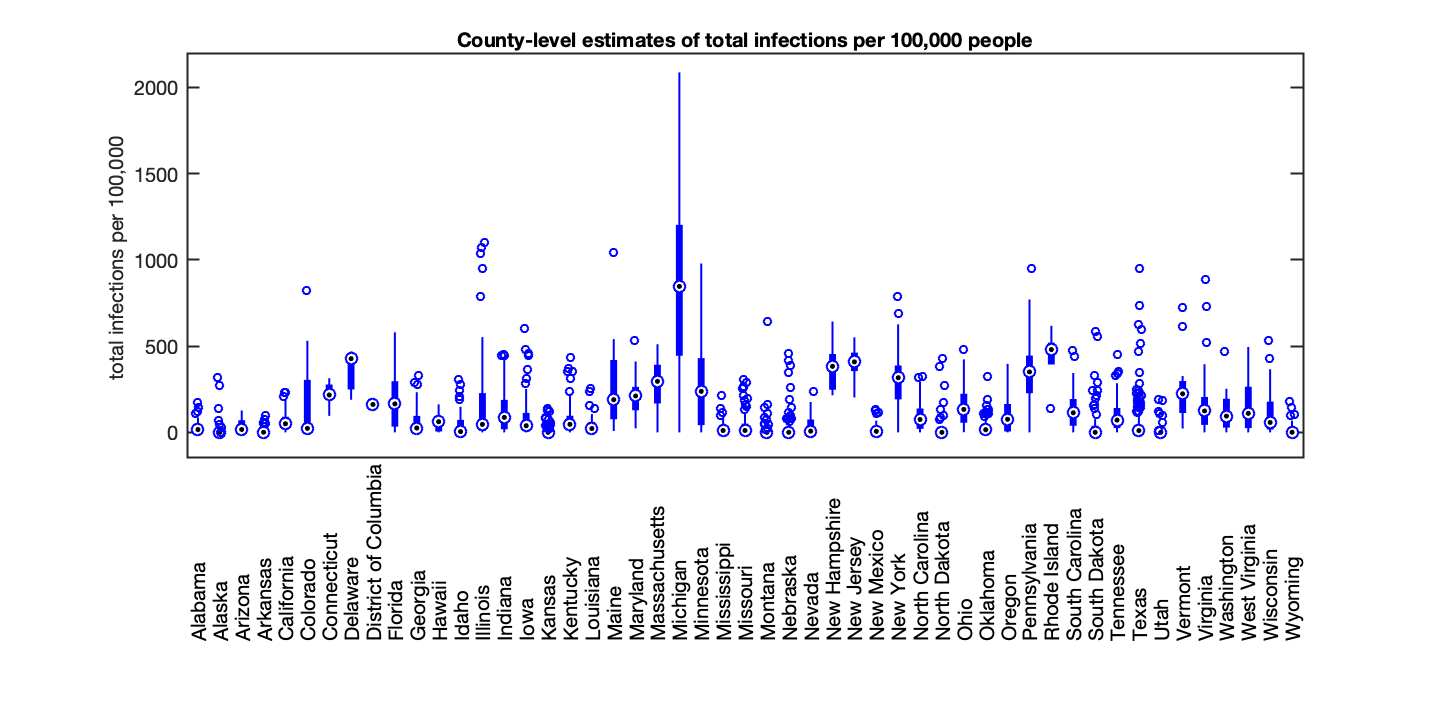 County-level estimates of total infections per 100,000 people
total infections per 100,000
2000
1500
1000
500
0
Alabama
Alaska
Arizona
Arkansas
California
Colorado
Connecticut
Delaware
District of Columbia
Florida
Georgia
Hawaii
Idaho
Illinois
Indiana
Iowa
Kansas
Kentucky
Louisiana
Maine
Maryland
Massachusetts
Michigan
Minnesota
Mississippi
Missouri
Montana
Nebraska
Nevada
New Hampshire
New Jersey
New Mexico
New York
North Carolina
North Dakota
Ohio
Oklahoma
Oregon
Pennsylvania
Rhode Island
South Carolina
South Dakota
Tennessee
Texas
Utah
Vermont
Virginia
Washington
West Virginia
Wisconsin
Wyoming